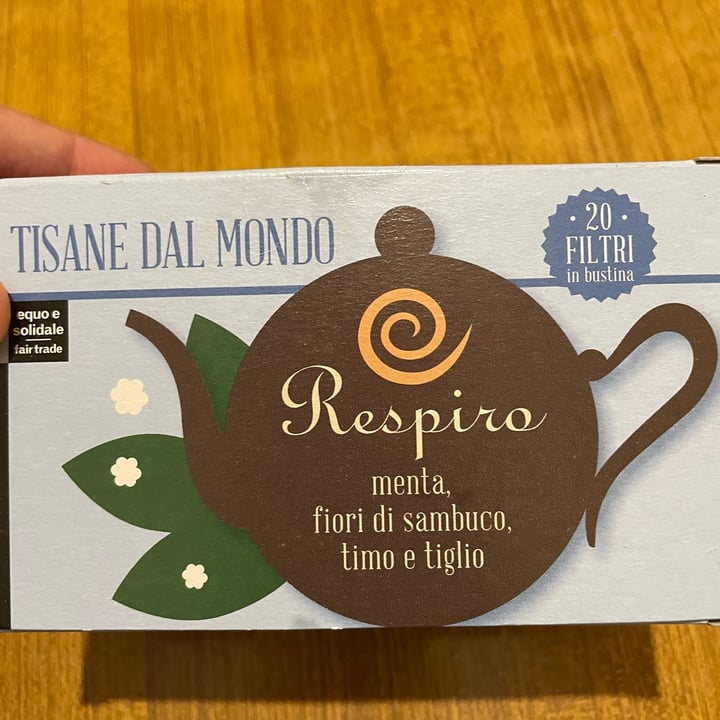 TISANE DAL MONDO
· 20 ·
FILTRI
in bustina
equo e
solidale
fair trade
Respiro
menta,
fiori di sambuco,
timo e tiglio